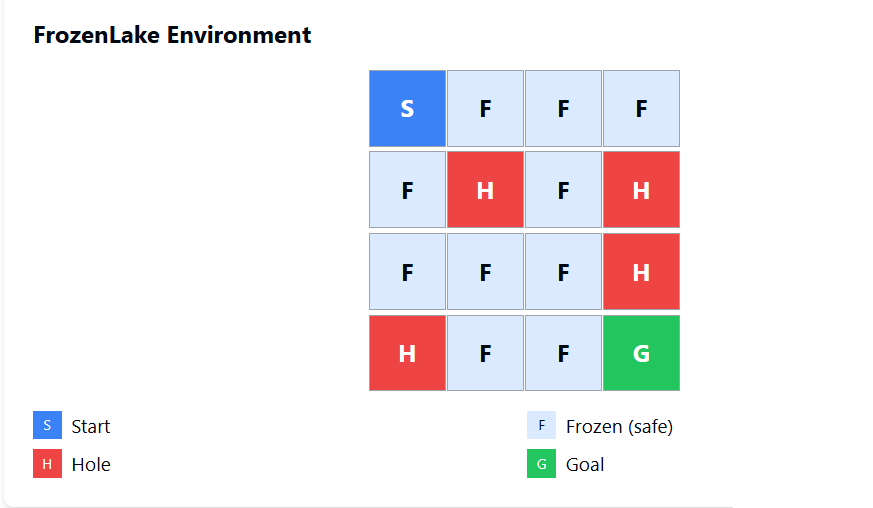 FrozenLake Environment
S F F F
F H F H
F F F H
H F F G
S Start F Frozen (safe)
H Hole G Goal